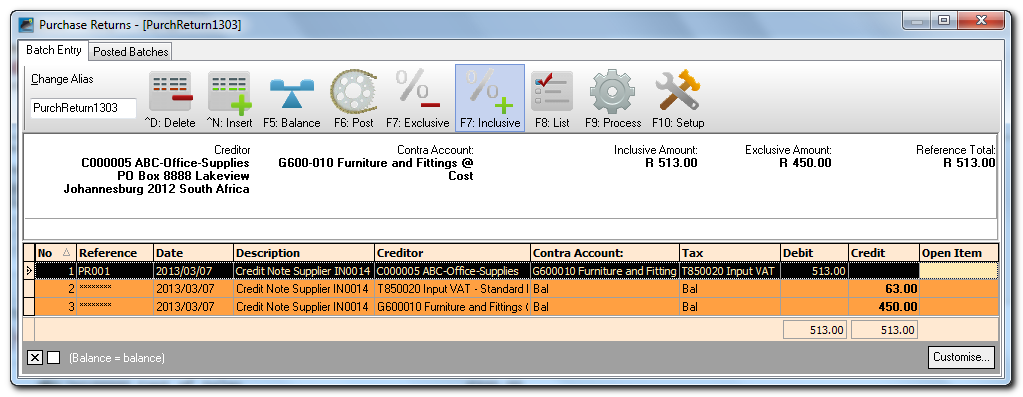 Purchase Returns - [PurchReturn1303]
Batch Entry Posted Batches
Change Alias
PurchReturn1303
^D: Delete ^N: Insert F5: Balance F6: Post F7: Exclusive F7: Inclusive F8: List F9: Process F10: Setup
Creditor Contra Account: Inclusive Amount: Exclusive Amount: Reference Total:
C000005 ABC-Office-Supplies G600-010 Furniture and Fittings @ R 513.00 R 450.00 R 513.00
PO Box 8888 Lakeview Cost
Johannesburg 2012 South Africa
No Reference Date Description Creditor Contra Account: Tax Debit Credit Open Item
1 PR001 2013/03/07 Credit Note Supplier IN0014 C000005 ABC-Office-Supplies G600010 Furniture and Fitting T850020 Input VAT 513.00
2 ******** 2013/03/07 Credit Note Supplier IN0014 T850020 Input VAT - Standard Bal Bal 63.00
3 ******** 2013/03/07 Credit Note Supplier IN0014 G600010 Furniture and Fittings Bal Bal 450.00
513.00 513.00
(Balance = balance) Customise...